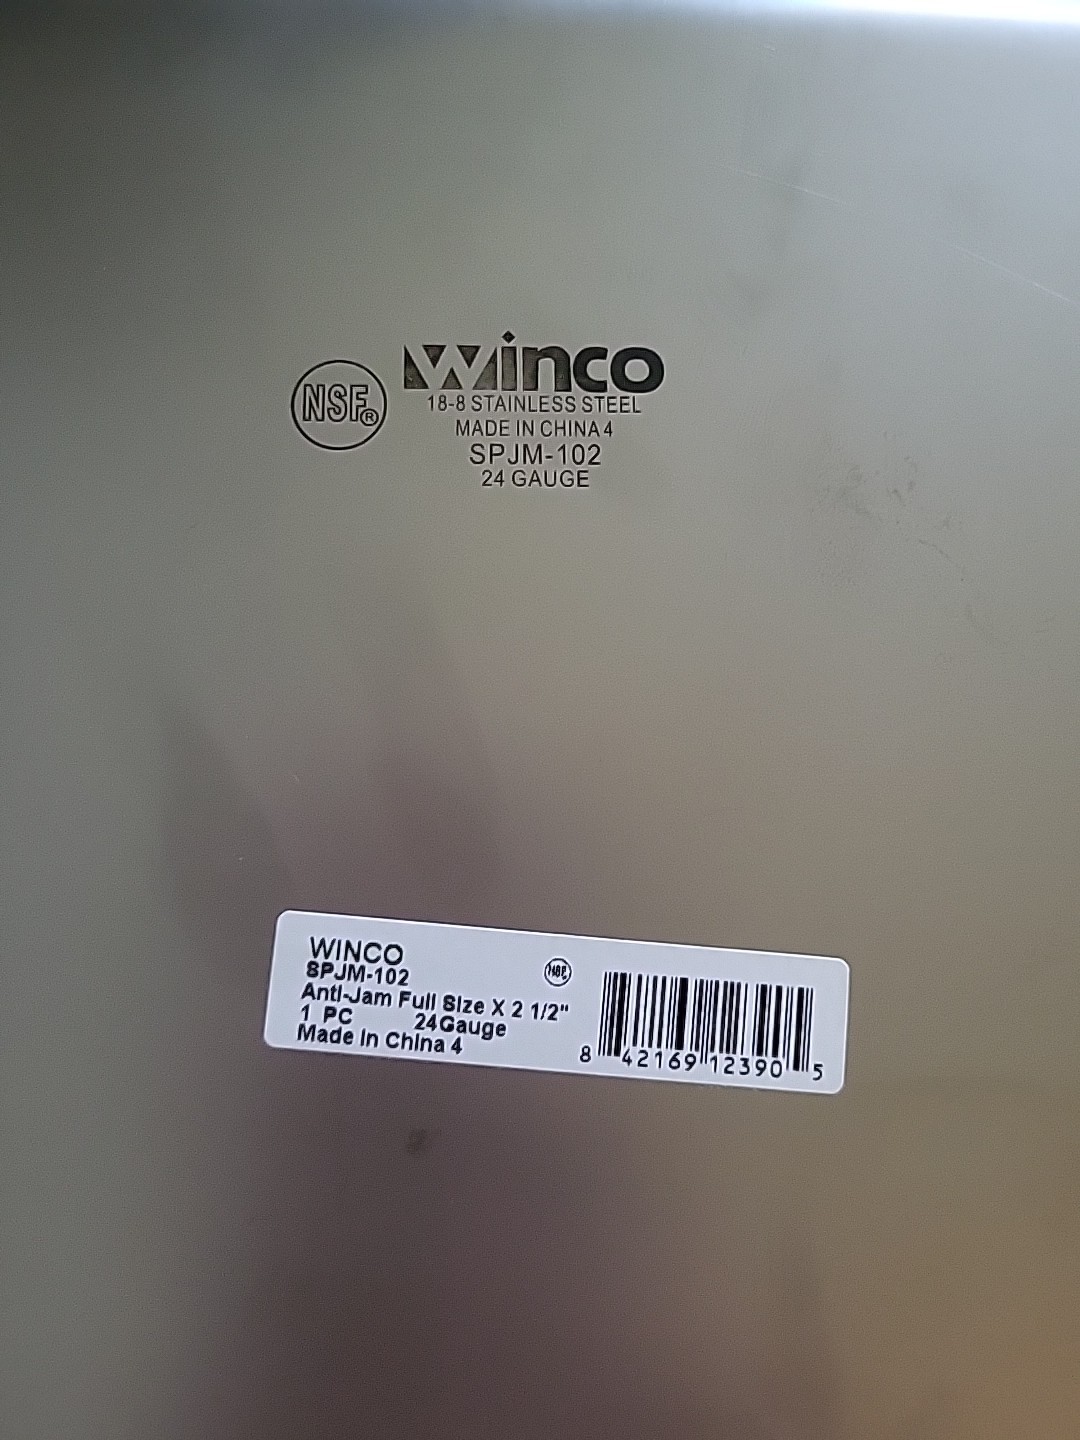 NSF®
Winco
18-8 STAINLESS STEEL
MADE IN CHINA 4
SPJM-102
24 GAUGE
WINCO
SPJM-102
Anti-Jam Full Size X 2 1/2"
1 PC 24Gauge
Made In China 4
NSF
8 42169 12390 5